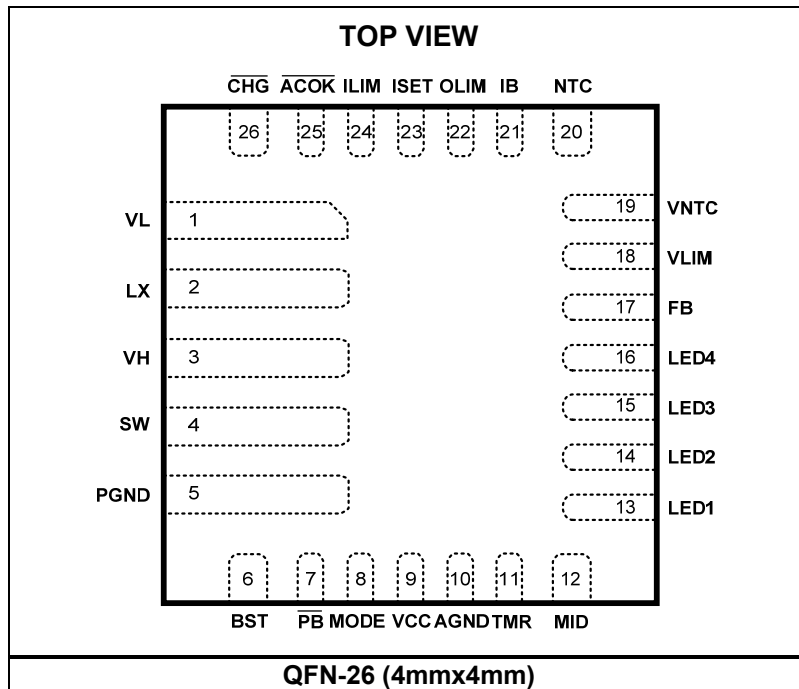 TOP VIEW
CHG ACOK ILIM ISET OLIM IB NTC
26 25 24 23 22 21 20
VL 1
LX 2
VH 3
SW 4
PGND 5
19 VNTC
18 VLIM
17 FB
16 LED4
15 LED3
14 LED2
13 LED1
6 7 8 9 10 11 12
BST PB MODE VCC AGND TMR MID
QFN-26 (4mmx4mm)